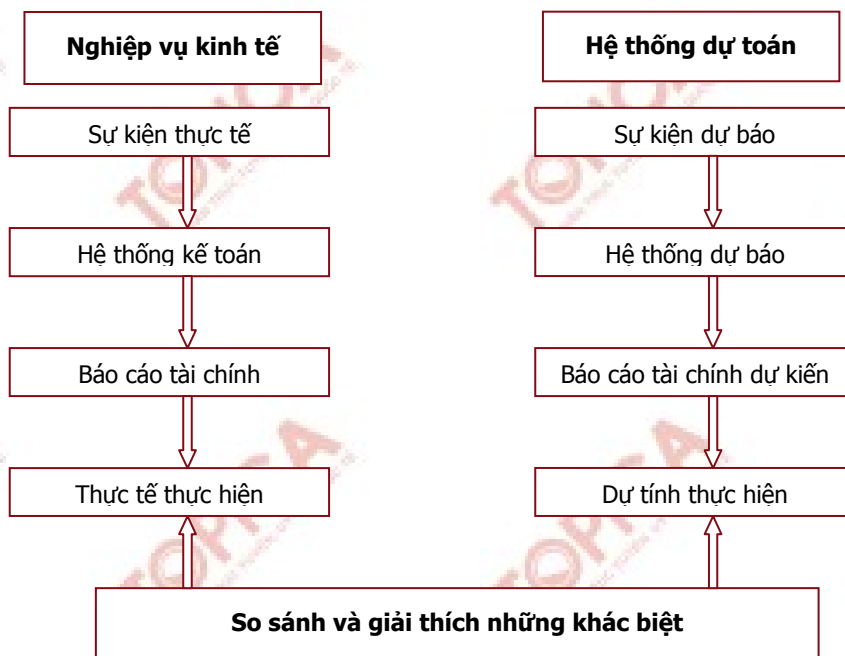 Nghiệp vụ kinh tế
Hệ thống dự toán
Sự kiện thực tế
Sự kiện dự báo
Hệ thống kế toán
Hệ thống dự báo
Báo cáo tài chính
Báo cáo tài chính dự kiến
Thực tế thực hiện
Dự tính thực hiện
So sánh và giải thích những khác biệt